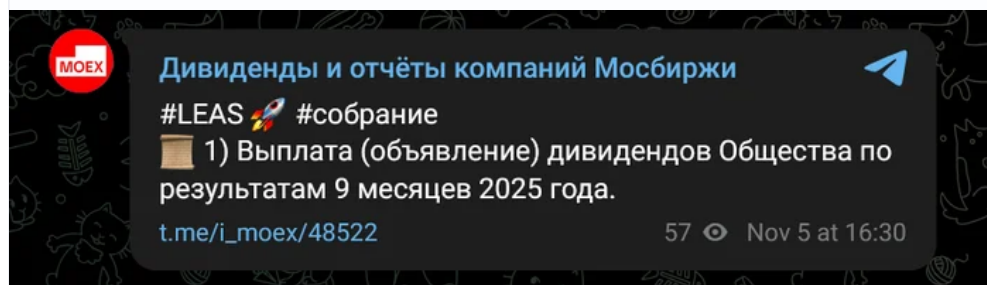 MOEX
Дивиденды и отчёты компаний Мосбиржи
#LEAS 🚀 #собрание
📜 1) Выплата (объявление) дивидендов Общества по
результатам 9 месяцев 2025 года.
t.me/i_moex/48522 57 Nov 5 at 16:30